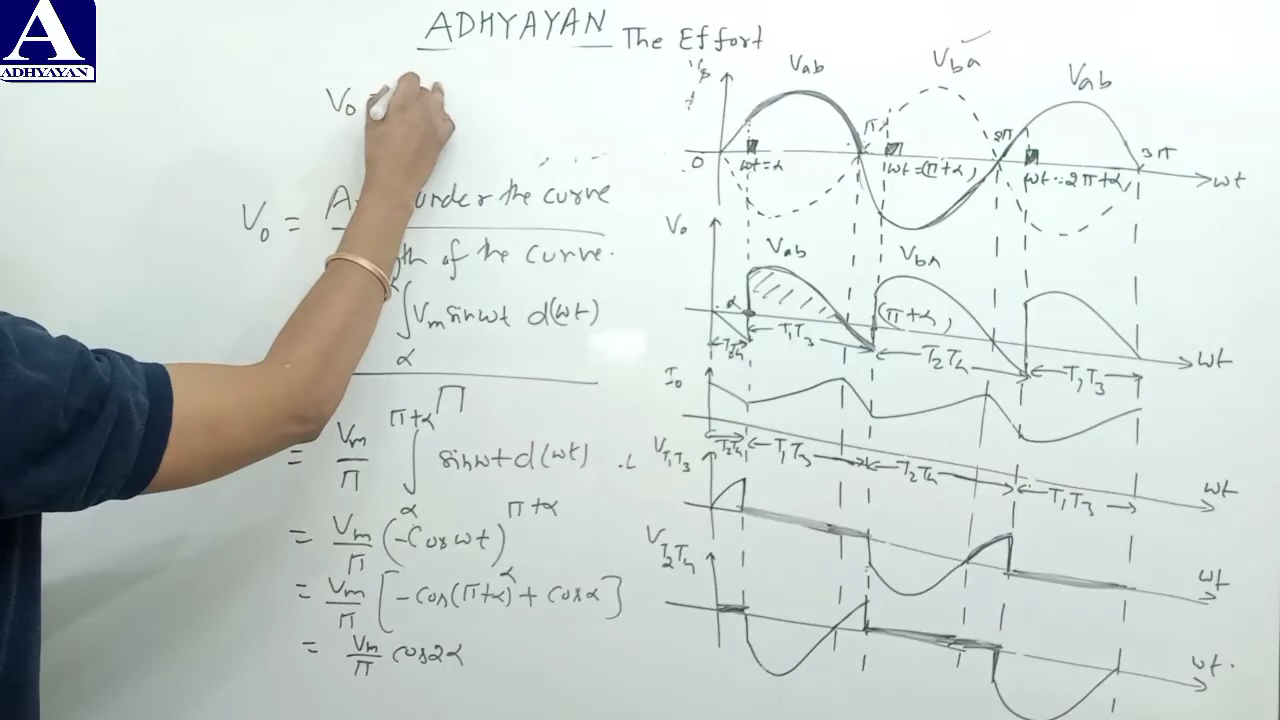 ADHYAYAN
ADHYAYAN The Effort
V₀
V₀ = under the curve
of the curve.
∫Vm sinωt d(ωt)
α
π
= Vm/π ∫ sinωt d(ωt)
π+α
α
= Vm/π (-Cosωt)
π+α
α
= Vm/π [-cos(π+α) + cosα]
= Vm/π cos2α
Vab
Vba
Vab
0
ωt=α
π
ωt=(π+α)
2π
ωt=2π+α
3π
ωt
V₀
Vab
Vba
α
(π+α)
T₁T₃
T₂T₄
T₁T₃
ωt
I₀
T₂T₄
T₁T₃
T₂T₄
T₁T₃
ωt
VT₁T₃
ωt
VT₂T₄
ωt.